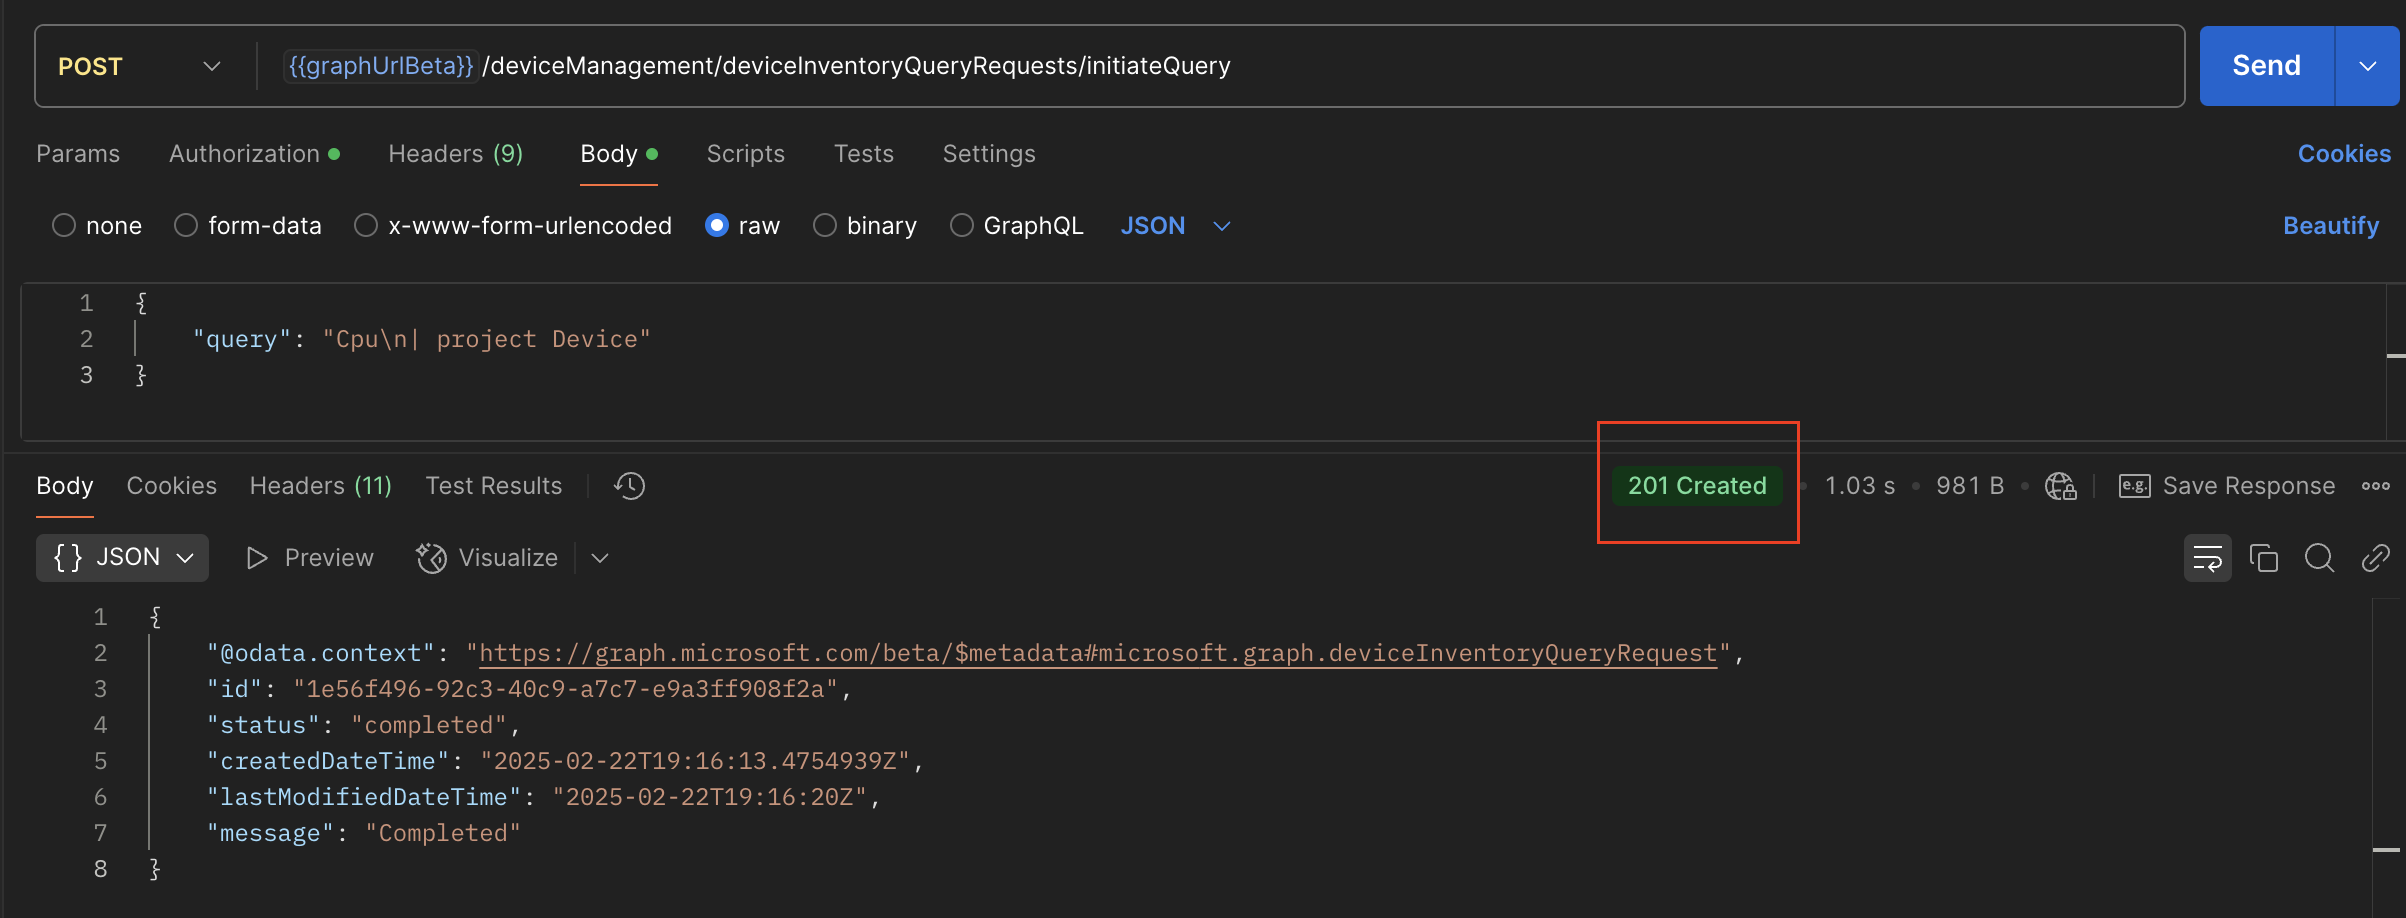 POST {{graphUrlBeta}}/deviceManagement/deviceInventoryQueryRequests/initiateQuery Send
Params Authorization Headers (9) Body Scripts Tests Settings Cookies
none form-data x-www-form-urlencoded raw binary GraphQL JSON Beautify
1 {
2 "query": "Cpu\n| project Device"
3 }
Body Cookies Headers (11) Test Results 201 Created 1.03 s 981 B e.g. Save Response
{} JSON Preview Visualize
1 {
2 "@odata.context": "https://graph.microsoft.com/beta/$metadata#microsoft.graph.deviceInventoryQueryRequest",
3 "id": "1e56f496-92c3-40c9-a7c7-e9a3ff908f2a",
4 "status": "completed",
5 "createdDateTime": "2025-02-22T19:16:13.4754939Z",
6 "lastModifiedDateTime": "2025-02-22T19:16:20Z",
7 "message": "Completed"
8 }